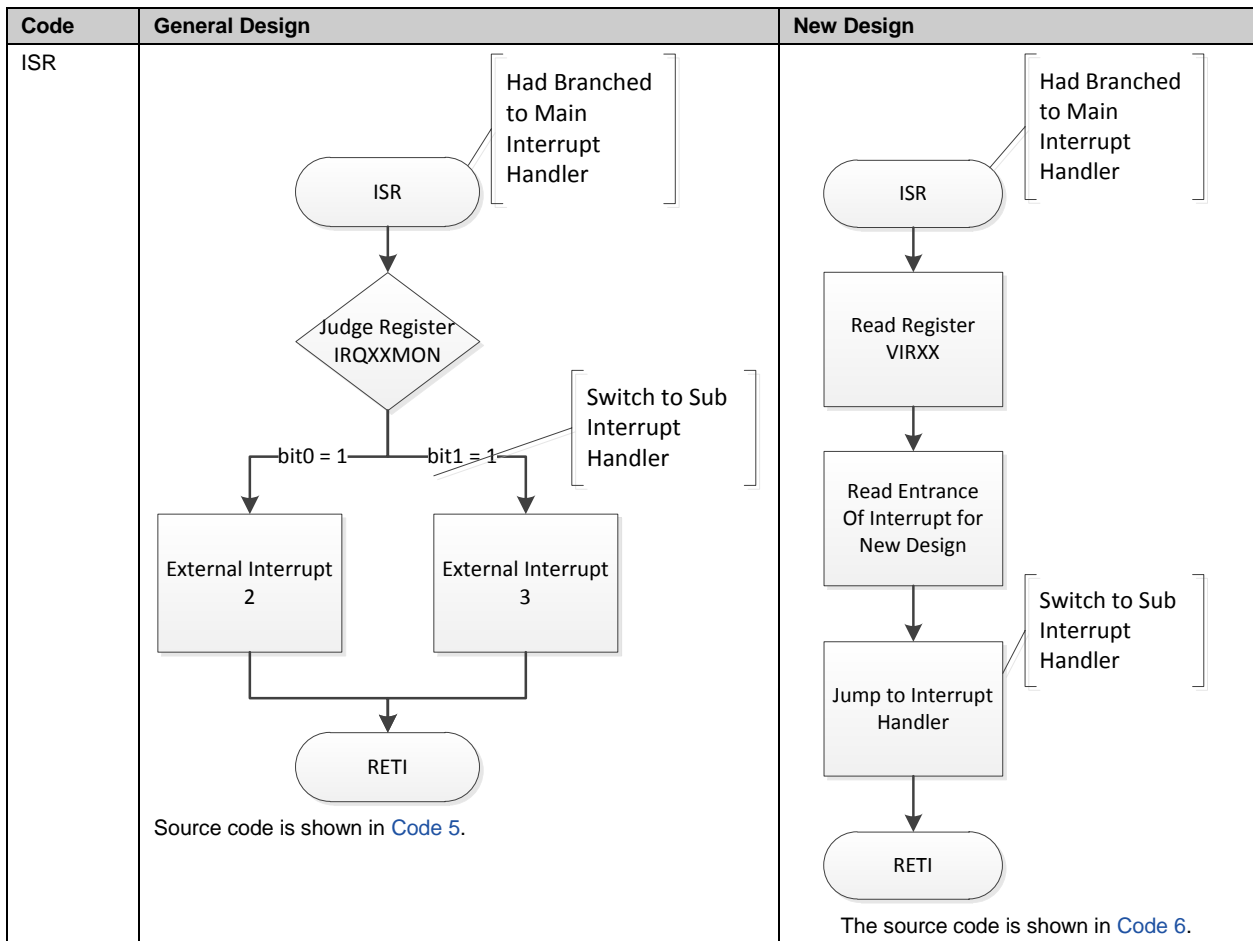 Code General Design New Design
ISR
Had Branched
to Main
Interrupt
Handler
ISR
Judge Register
IRQXXMON
Switch to Sub
Interrupt
Handler
bit0 = 1 bit1 = 1
External Interrupt
2
External Interrupt
3
RETI
Source code is shown in Code 5.
Had Branched
to Main
Interrupt
Handler
ISR
Read Register
VIRXX
Read Entrance
Of Interrupt for
New Design
Switch to Sub
Interrupt
Handler
Jump to Interrupt
Handler
RETI
The source code is shown in Code 6.